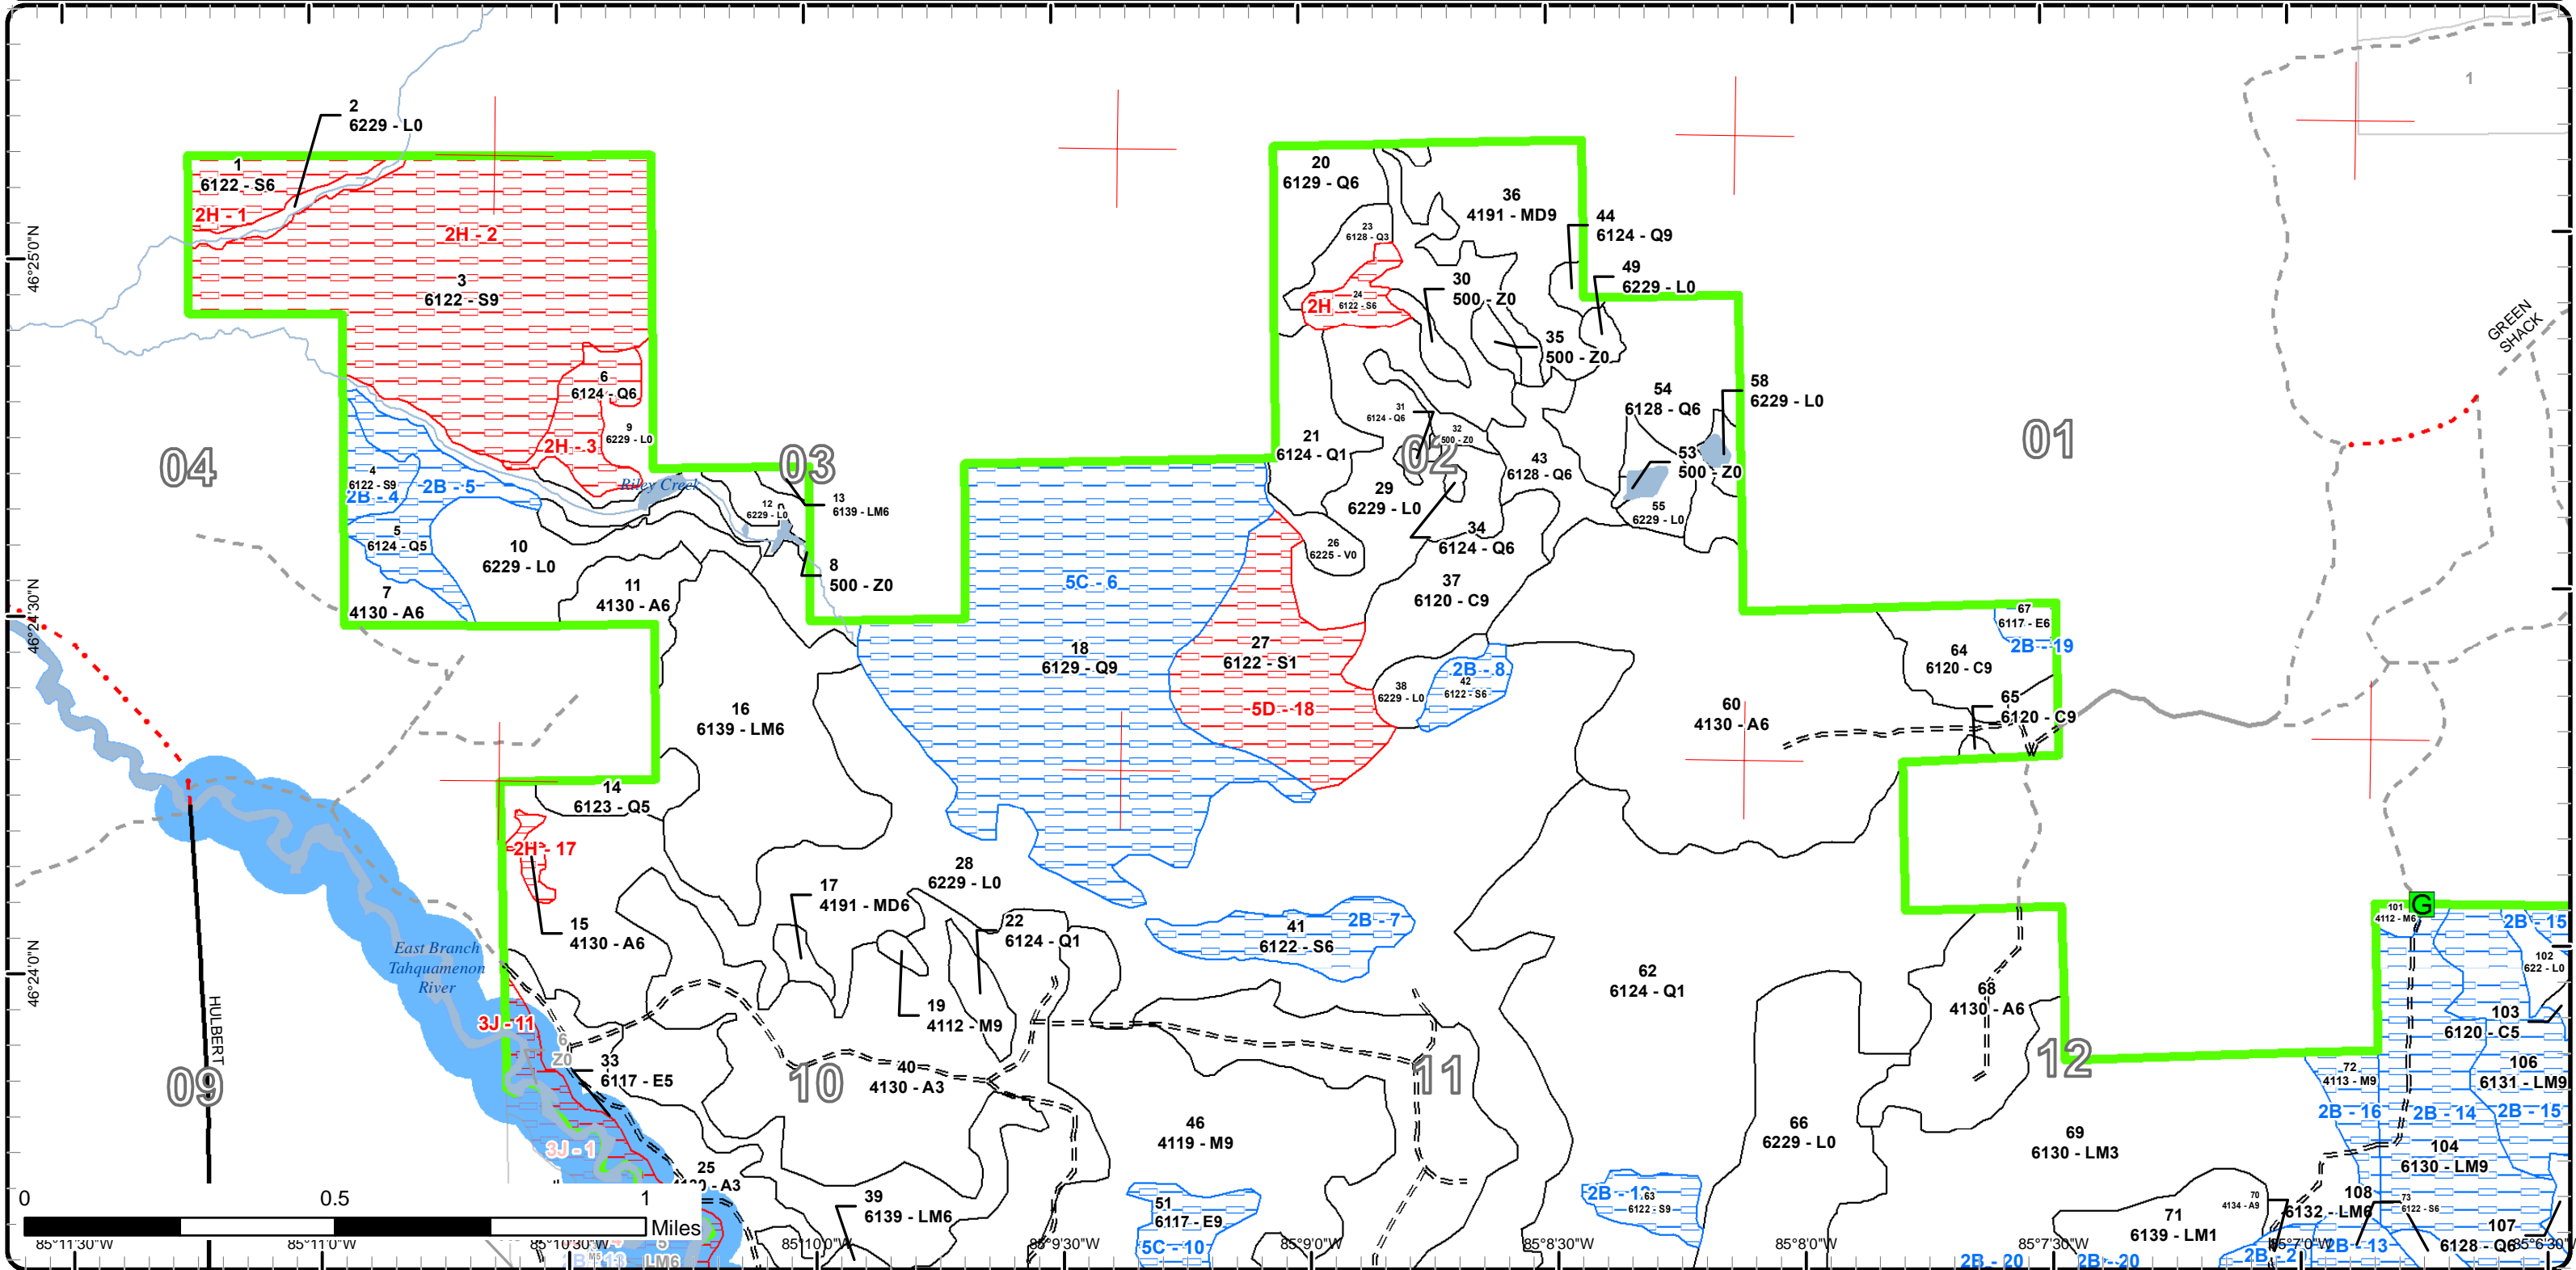 1
2
6229 - L0
1
6122 - S6
2H - 1
2H - 2
3
6122 - S9
20
6129 - Q6
36
4191 - MD9
23
6128 - Q3
44
6124 - Q9
49
6229 - L0
24
6122 - S6
2H
30
500 - Z0
35
500 - Z0
GREEN
SHACK
46°25'0"N
6
6124 - Q6
9
6229 - L0
2H - 3
54
6128 - Q6
58
6229 - L0
31
6124 - Q6
32
500 - Z0
21
6124 - Q1
04
03
02
01
4
6122 - S9
2B - 4
2B - 5
Riley Creek
12
6229 - L0
13
6139 - LM6
43
6128 - Q6
53
500 - Z0
29
6229 - L0
55
6229 - L0
5
6124 - Q5
10
6229 - L0
34
6124 - Q6
26
6225 - V0
8
500 - Z0
11
4130 - A6
7
4130 - A6
5C - 6
37
6120 - C9
46°24'30"N
67
6117 - E6
2B - 19
18
6129 - Q9
27
6122 - S1
64
6120 - C9
2B - 8
42
6122 - S6
38
6229 - L0
5D - 18
16
6139 - LM6
60
4130 - A6
65
6120 - C9
14
6123 - Q5
2H - 17
28
6229 - L0
17
4191 - MD6
22
6124 - Q1
15
4130 - A6
41
6122 - S6
2B - 7
101
4112 - M6
G
2B - 15
102
622 - L0
East Branch
Tahquamenon
River
46°24'0"N
62
6124 - Q1
68
4130 - A6
19
4112 - M9
103
6120 - C5
3J - 11
6
Z0
33
6117 - E5
HULBERT
09
10
11
12
40
4130 - A3
72
4113 - M9
106
6131 - LM9
2B - 16
2B - 14
2B - 15
46
4119 - M9
66
6229 - L0
69
6130 - LM3
3J - 1
104
6130 - LM9
25
4130 - A3
39
6139 - LM6
51
6117 - E9
5C - 10
63
6122 - S9
70
4134 - A9
108
6132 - LM6
73
6122 - S6
71
6139 - LM1
107
6128 - Q6
0
0.5
1
Miles
85°11'30"W
85°11'0"W
85°10'30"W
85°10'0"W
85°9'30"W
85°9'0"W
85°8'30"W
85°8'0"W
85°7'30"W
85°7'0"W
85°6'30"W
2B - 13
2B - 20
2B - 20
LM6